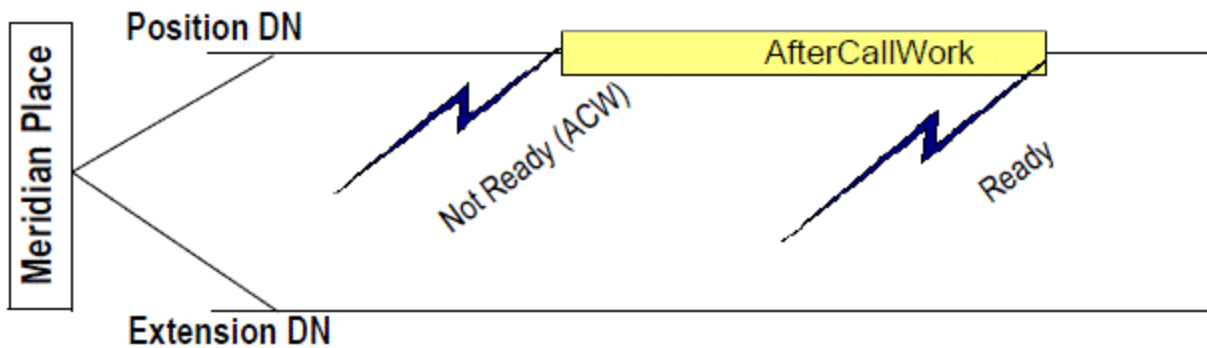 Position DN
AfterCallWork
Meridian Place
Not Ready (ACW)
Ready
Extension DN